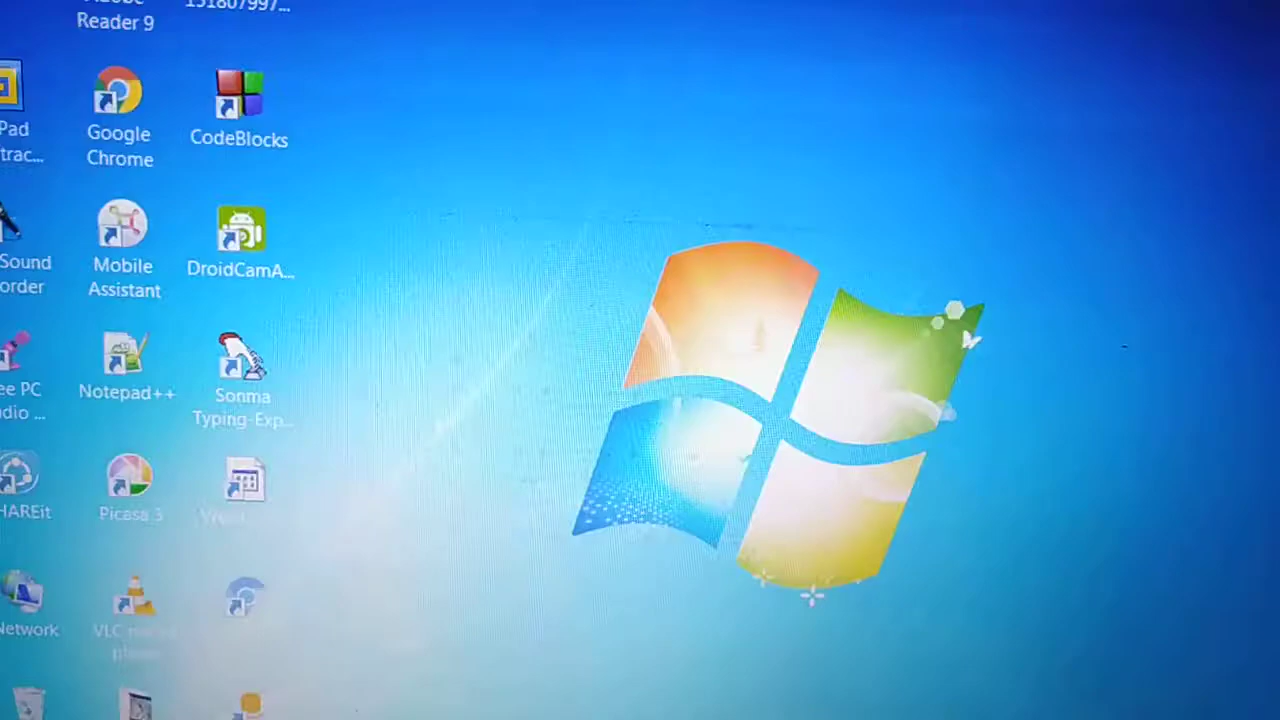 Reader 9
Pad
trac...
Google
Chrome
CodeBlocks
Sound
order
Mobile
Assistant
DroidCamA...
ee PC
dio ...
Notepad++
Sonma
Typing-Exp...
HAREit
Picasa 3
Network
VLC